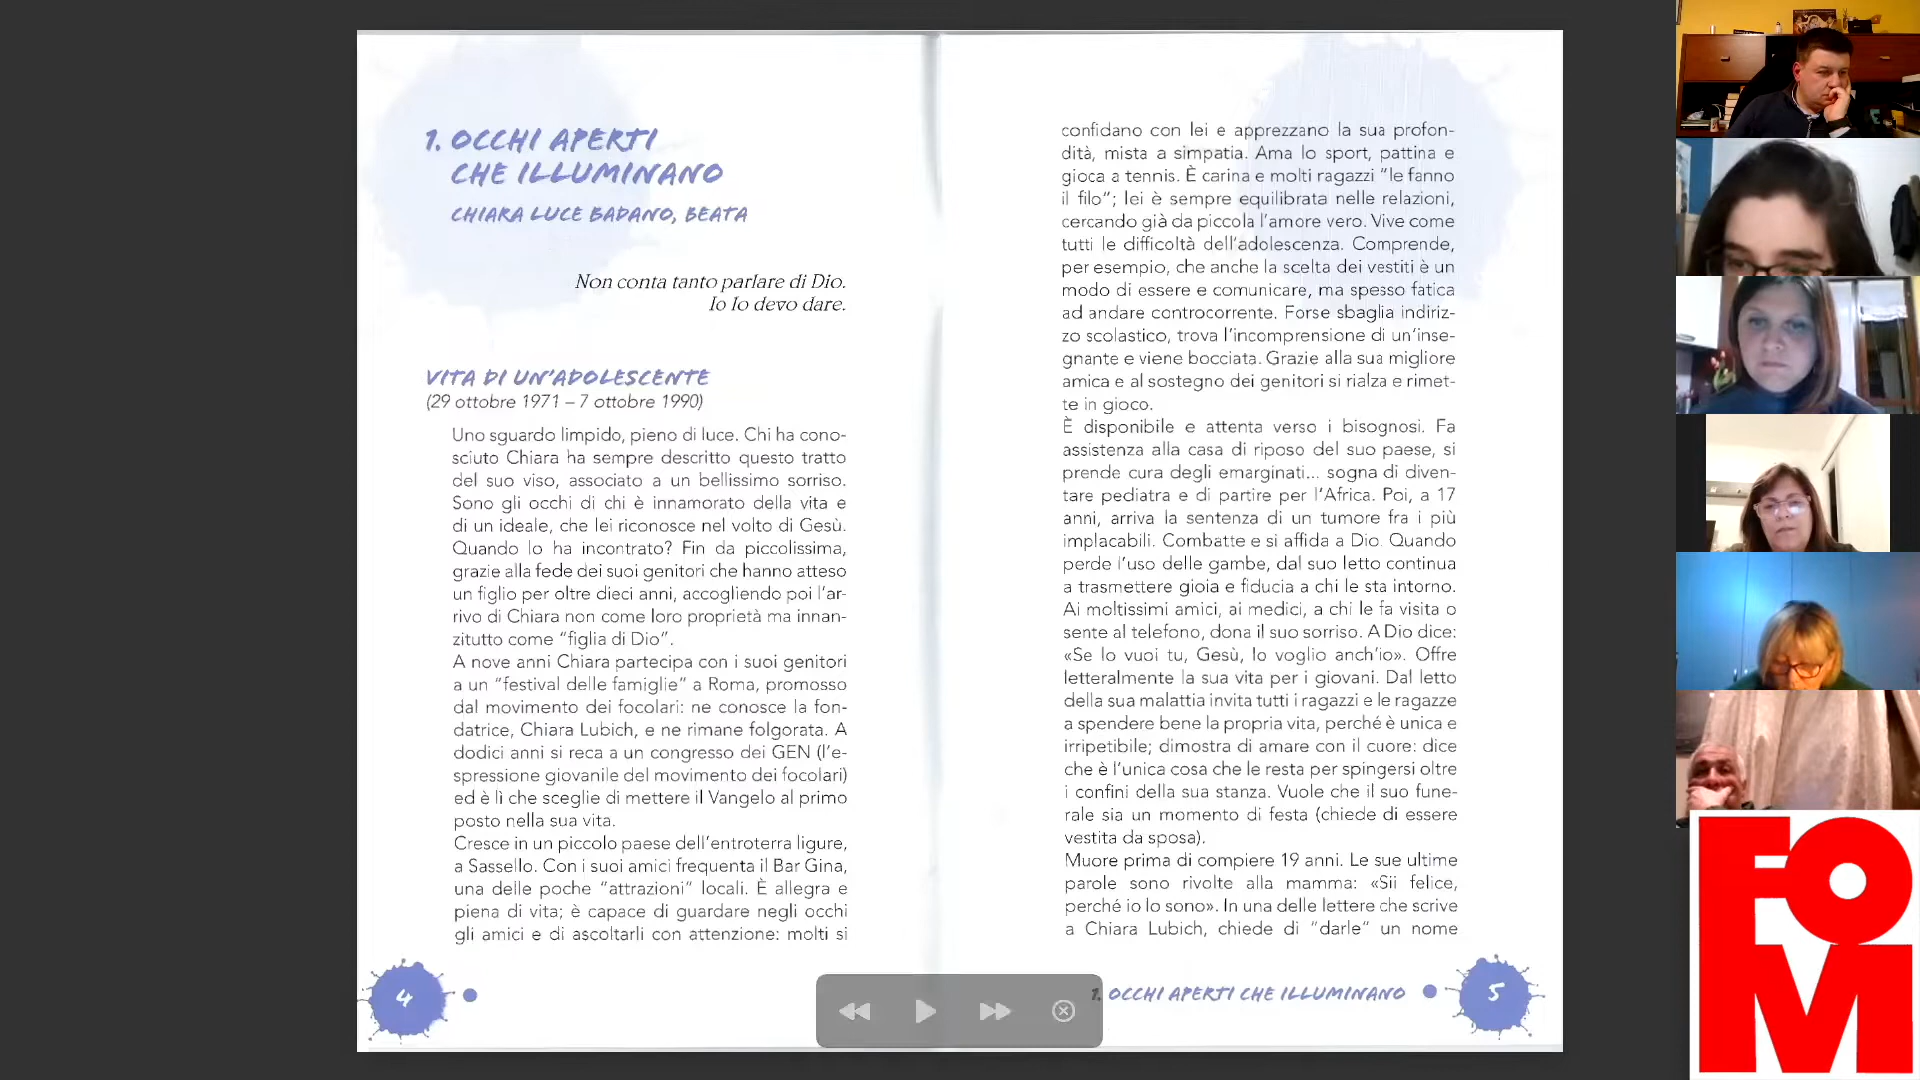 1. OCCHI APERTI
CHE ILLUMINANO
CHIARA LUCE BADANO, BEATA
Non conta tanto parlare di Dio.
Io lo devo dare.
VITA DI UN'ADOLESCENTE
(29 ottobre 1971 – 7 ottobre 1990)
Uno sguardo limpido, pieno di luce. Chi ha cono-
sciuto Chiara ha sempre descritto questo tratto
del suo viso, associato a un bellissimo sorriso.
Sono gli occhi di chi è innamorato della vita e
di un ideale, che lei riconosce nel volto di Gesù.
Quando lo ha incontrato? Fin da piccolissima,
grazie alla fede dei suoi genitori che hanno atteso
un figlio per oltre dieci anni, accogliendo poi l'ar-
rivo di Chiara non come loro proprietà ma innan-
zitutto come "figlia di Dio".
A nove anni Chiara partecipa con i suoi genitori
a un "festival delle famiglie" a Roma, promosso
dal movimento dei focolari: ne conosce la fon-
datrice, Chiara Lubich, e ne rimane folgorata. A
dodici anni si reca a un congresso dei GEN (l'e-
spressione giovanile del movimento dei focolari)
ed è lì che sceglie di mettere il Vangelo al primo
posto nella sua vita.
Cresce in un piccolo paese dell'entroterra ligure,
a Sassello. Con i suoi amici frequenta il Bar Gina,
una delle poche "attrazioni" locali. È allegra e
piena di vita; è capace di guardare negli occhi
gli amici e di ascoltarli con attenzione: molti si
4
confidano con lei e apprezzano la sua profon-
dità, mista a simpatia. Ama lo sport, pattina e
gioca a tennis. È carina e molti ragazzi "le fanno
il filo"; lei è sempre equilibrata nelle relazioni,
cercando già da piccola l'amore vero. Vive come
tutti le difficoltà dell'adolescenza. Comprende,
per esempio, che anche la scelta dei vestiti è un
modo di essere e comunicare, ma spesso fatica
ad andare controcorrente. Forse sbaglia indiriz-
zo scolastico, trova l'incomprensione di un'inse-
gnante e viene bocciata. Grazie alla sua migliore
amica e al sostegno dei genitori si rialza e rimet-
te in gioco.
È disponibile e attenta verso i bisognosi. Fa
assistenza alla casa di riposo del suo paese, si
prende cura degli emarginati... sogna di diven-
tare pediatra e di partire per l'Africa. Poi, a 17
anni, arriva la sentenza di un tumore fra i più
implacabili. Combatte e si affida a Dio. Quando
perde l'uso delle gambe, dal suo letto continua
a trasmettere gioia e fiducia a chi le sta intorno.
Ai moltissimi amici, ai medici, a chi le fa visita o
sente al telefono, dona il suo sorriso. A Dio dice:
«Se lo vuoi tu, Gesù, lo voglio anch'io». Offre
letteralmente la sua vita per i giovani. Dal letto
della sua malattia invita tutti i ragazzi e le ragazze
a spendere bene la propria vita, perché è unica e
irripetibile; dimostra di amare con il cuore: dice
che è l'unica cosa che le resta per spingersi oltre
i confini della sua stanza. Vuole che il suo fune-
rale sia un momento di festa (chiede di essere
vestita da sposa).
Muore prima di compiere 19 anni. Le sue ultime
parole sono rivolte alla mamma: «Sii felice,
perché io lo sono». In una delle lettere che scrive
a Chiara Lubich, chiede di "darle" un nome
1. OCCHI APERTI CHE ILLUMINANO
5
FOM